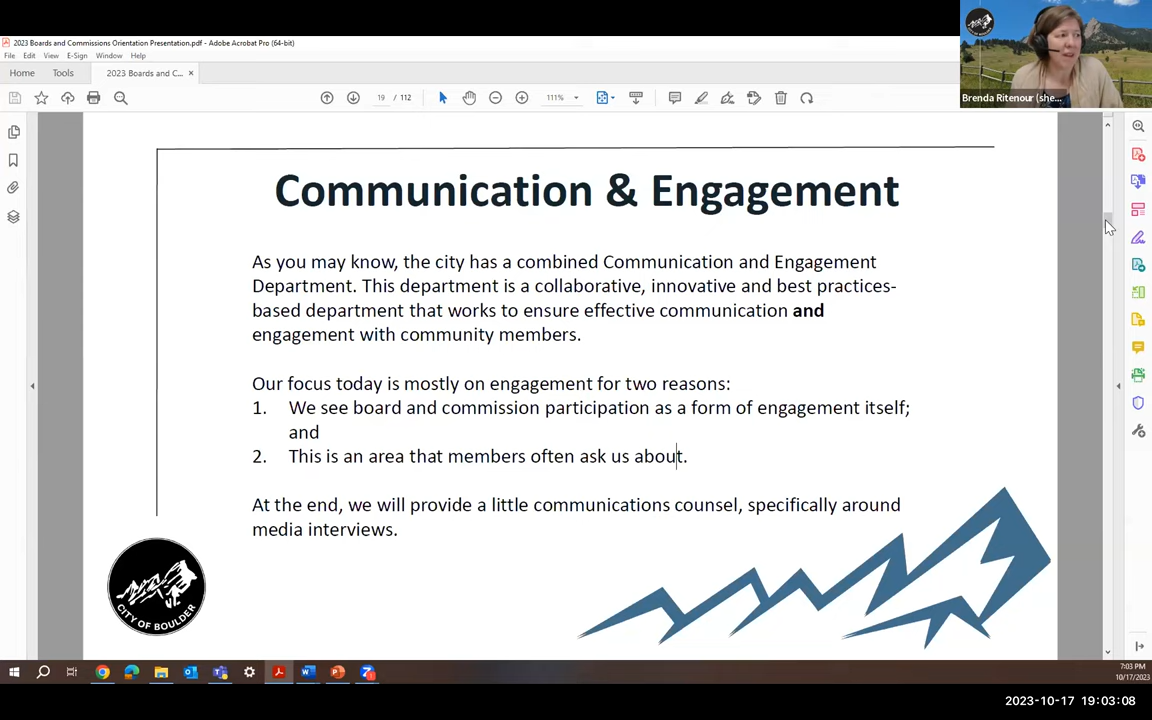 2023 Boards and Commissions Orientation Presentation.pdf - Adobe Acrobat Pro (64-bit)
File Edit View E-Sign Window Help
Home Tools 2023 Boards and C... ×
19 / 112 111%
Brenda Ritenour (she...
Communication & Engagement
As you may know, the city has a combined Communication and Engagement
Department. This department is a collaborative, innovative and best practices-
based department that works to ensure effective communication and
engagement with community members.
Our focus today is mostly on engagement for two reasons:
1. We see board and commission participation as a form of engagement itself;
and
2. This is an area that members often ask us about.
At the end, we will provide a little communications counsel, specifically around
media interviews.
CITY OF BOULDER
7:03 PM
10/17/2023
2023-10-17 19:03:08